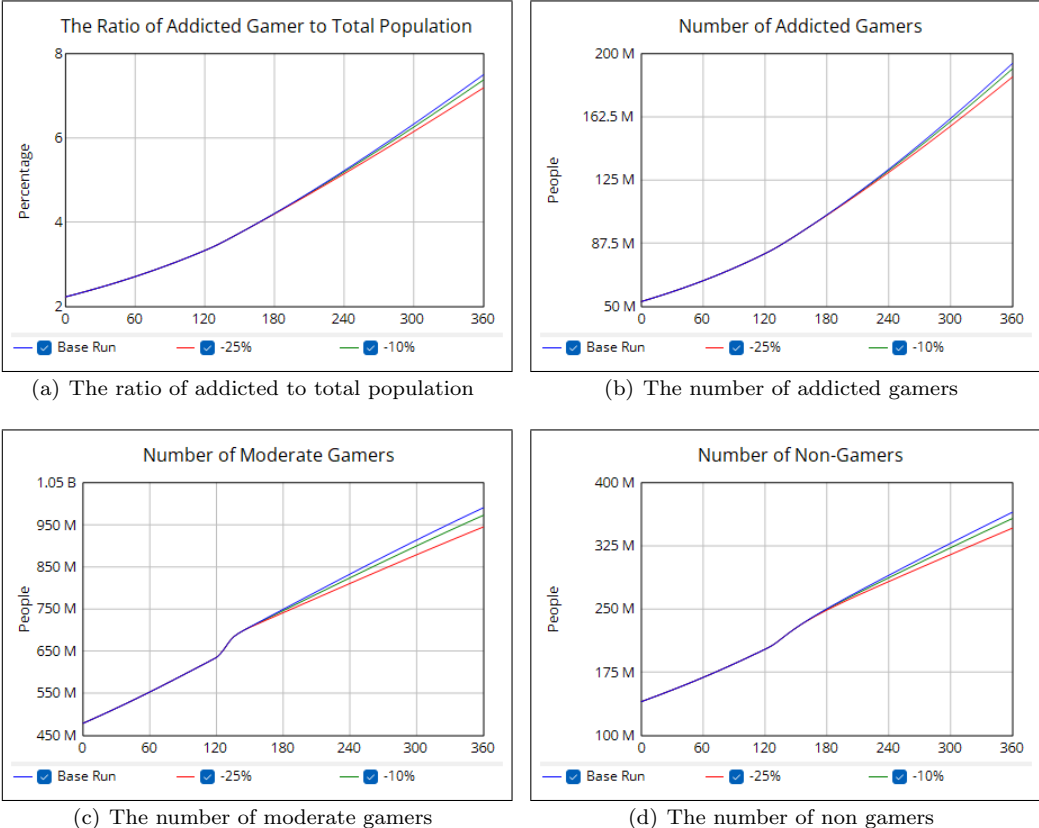 The Ratio of Addicted Gamer to Total Population
8
6
4
2
Percentage
0 60 120 180 240 300 360
Base Run -25% -10%
(a) The ratio of addicted to total population
Number of Addicted Gamers
200 M
162.5 M
125 M
87.5 M
50 M
People
0 60 120 180 240 300 360
Base Run -25% -10%
(b) The number of addicted gamers
Number of Moderate Gamers
1.05 B
950 M
850 M
750 M
650 M
550 M
450 M
People
0 60 120 180 240 300 360
Base Run -25% -10%
(c) The number of moderate gamers
Number of Non-Gamers
400 M
325 M
250 M
175 M
100 M
People
0 60 120 180 240 300 360
Base Run -25% -10%
(d) The number of non gamers